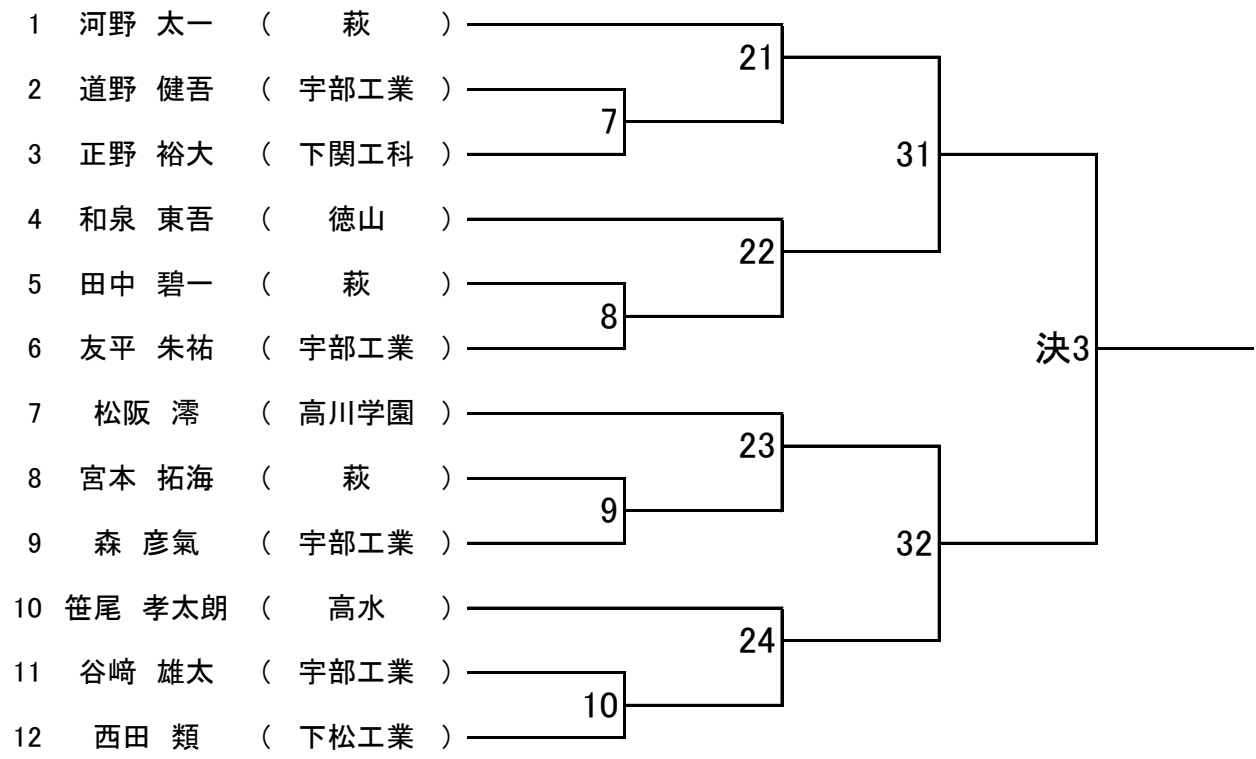 1 河野 太一 ( 萩 )
21
2 道野 健吾 ( 宇部工業 )
7
3 正野 裕大 ( 下関工科 )
31
4 和泉 東吾 ( 徳山 )
22
5 田中 碧一 ( 萩 )
8
6 友平 朱祐 ( 宇部工業 )
決3
7 松阪 澪 ( 高川学園 )
23
8 宮本 拓海 ( 萩 )
9
9 森 彦氣 ( 宇部工業 )
32
10 笹尾 孝太朗 ( 高水 )
24
11 谷﨑 雄太 ( 宇部工業 )
10
12 西田 類 ( 下松工業 )